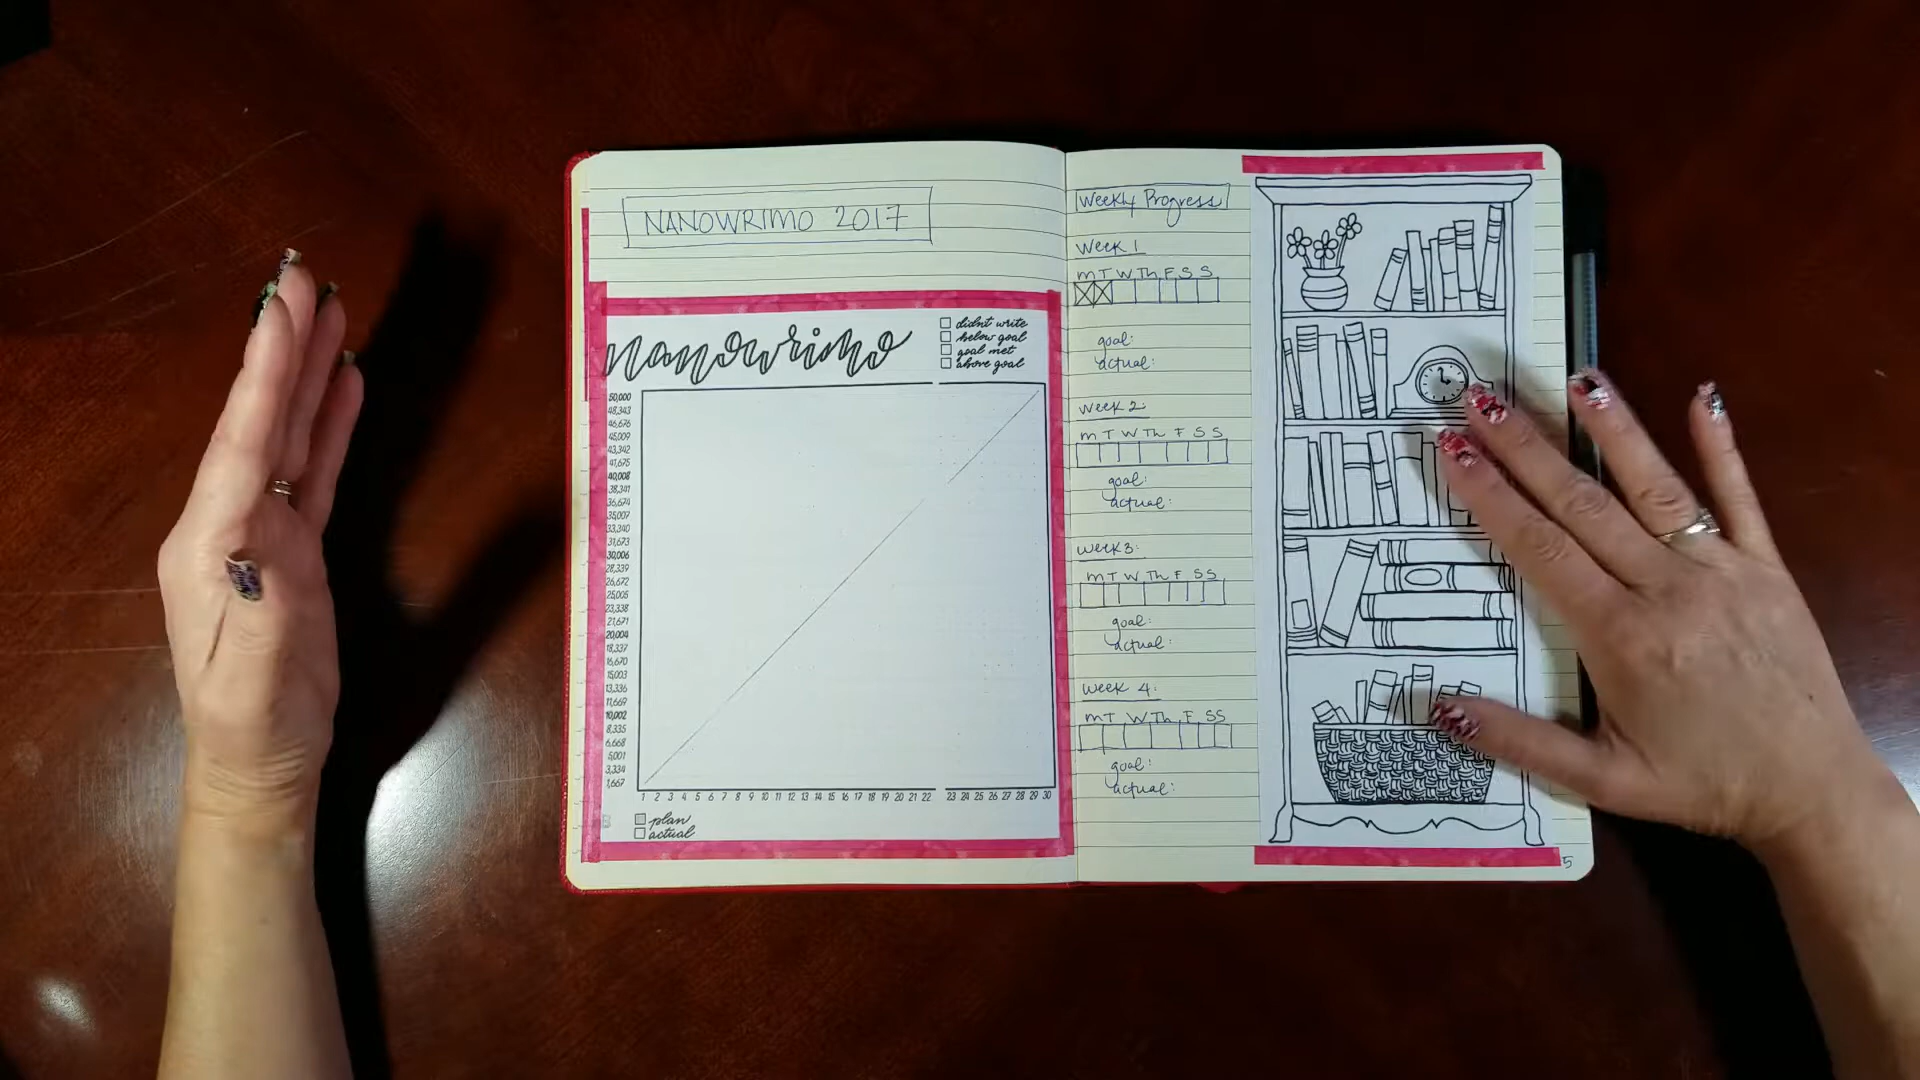 NANOWRIMO 2017
nanowrimo
didnt write
below goal
goal met
above goal
50,000
48,343
46,676
45,009
43,342
41,675
40,008
38,341
36,674
35,007
33,340
31,673
30,006
28,339
26,672
25,005
23,338
21,671
20,004
18,337
16,670
15,003
13,336
11,669
10,002
8,335
6,668
5,001
3,334
1,667
1 2 3 4 5 6 7 8 9 10 11 12 13 14 15 16 17 18 19 20 21 22 23 24 25 26 27 28 29 30
plan
actual
Weekly Progress
Week 1
M T W Th F S S
goal:
actual:
Week 2:
M T W Th F S S
goal:
actual:
Week 3:
M T W Th F S S
goal:
actual:
Week 4:
M T W Th F S S
goal:
actual:
5